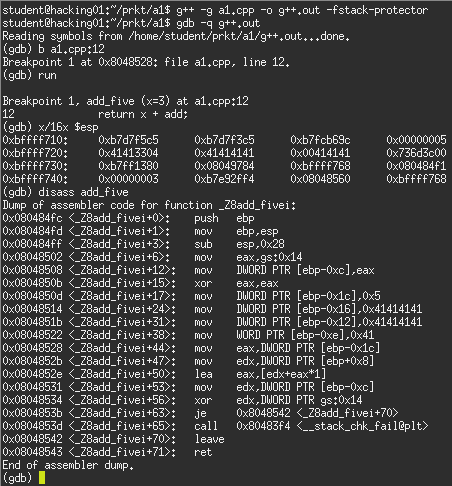 student@hacking01:~/prkt/a1$ g++ -g a1.cpp -o g++.out -fstack-protector
student@hacking01:~/prkt/a1$ gdb -q g++.out
Reading symbols from /home/student/prkt/a1/g++.out...done.
(gdb) b a1.cpp:12
Breakpoint 1 at 0x8048528: file a1.cpp, line 12.
(gdb) run

Breakpoint 1, add_five (x=3) at a1.cpp:12
12          return x + add;
(gdb) x/16x $esp
0xbffff710:     0xb7d7f5c5      0xb7d7f3c5      0xb7fcb69c      0x00000005
0xbffff720:     0x41413304      0x41414141      0x00414141      0x736d3c00
0xbffff730:     0xb7ff1380      0x08049784      0xbffff768      0x080484f1
0xbffff740:     0x00000003      0xb7e92ff4      0x08048560      0xbffff768
(gdb) disass add_five
Dump of assembler code for function _Z8add_fivei:
0x080484fc <_Z8add_fivei+0>:    push   ebp
0x080484fd <_Z8add_fivei+1>:    mov    ebp,esp
0x080484ff <_Z8add_fivei+3>:    sub    esp,0x28
0x08048502 <_Z8add_fivei+6>:    mov    eax,gs:0x14
0x08048508 <_Z8add_fivei+12>:   mov    DWORD PTR [ebp-0xc],eax
0x0804850b <_Z8add_fivei+15>:   xor    eax,eax
0x0804850d <_Z8add_fivei+17>:   mov    DWORD PTR [ebp-0x1c],0x5
0x08048514 <_Z8add_fivei+24>:   mov    DWORD PTR [ebp-0x16],0x41414141
0x0804851b <_Z8add_fivei+31>:   mov    DWORD PTR [ebp-0x12],0x41414141
0x08048522 <_Z8add_fivei+38>:   mov    WORD PTR [ebp-0xe],0x41
0x08048528 <_Z8add_fivei+44>:   mov    eax,DWORD PTR [ebp-0x1c]
0x0804852b <_Z8add_fivei+47>:   mov    edx,DWORD PTR [ebp+0x8]
0x0804852e <_Z8add_fivei+50>:   lea    eax,[edx+eax*1]
0x08048531 <_Z8add_fivei+53>:   mov    edx,DWORD PTR [ebp-0xc]
0x08048534 <_Z8add_fivei+56>:   xor    edx,DWORD PTR gs:0x14
0x0804853b <_Z8add_fivei+63>:   je     0x8048542 <_Z8add_fivei+70>
0x0804853d <_Z8add_fivei+65>:   call   0x80483f4 <__stack_chk_fail@plt>
0x08048542 <_Z8add_fivei+70>:   leave
0x08048543 <_Z8add_fivei+71>:   ret
End of assembler dump.
(gdb)